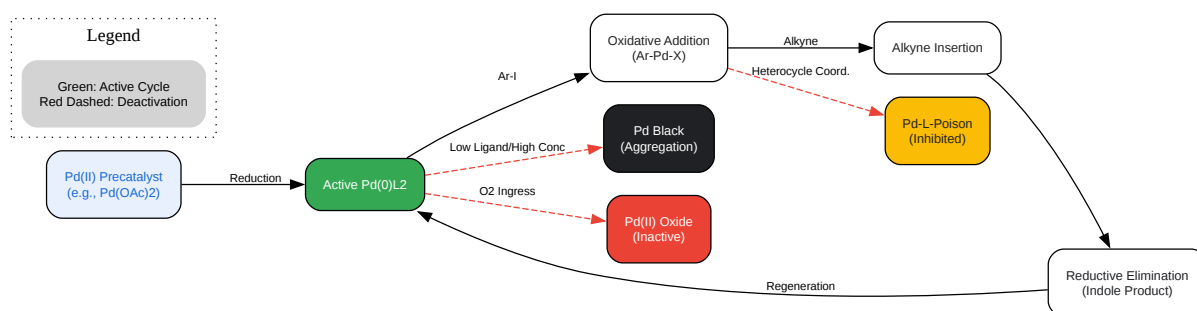 Legend
Green: Active Cycle
Red Dashed: Deactivation
Pd(II) Precatalyst
(e.g., Pd(OAc)2)
Reduction
Active Pd(0)L2
Ar-I
Low Ligand/High Conc
O2 Ingress
Oxidative Addition
(Ar-Pd-X)
Pd Black
(Aggregation)
Pd(II) Oxide
(Inactive)
Alkyne
Heterocycle Coord.
Alkyne Insertion
Pd-L-Poison
(Inhibited)
Regeneration
Reductive Elimination
(Indole Product)